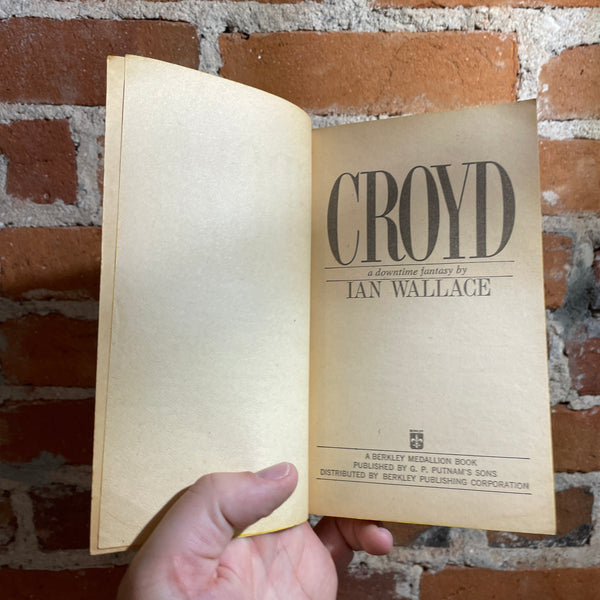 CROYD
a downtime fantasy by
IAN WALLACE
A BERKLEY MEDALLION BOOK
PUBLISHED BY G. P. PUTNAM'S SONS
DISTRIBUTED BY BERKLEY PUBLISHING CORPORATION